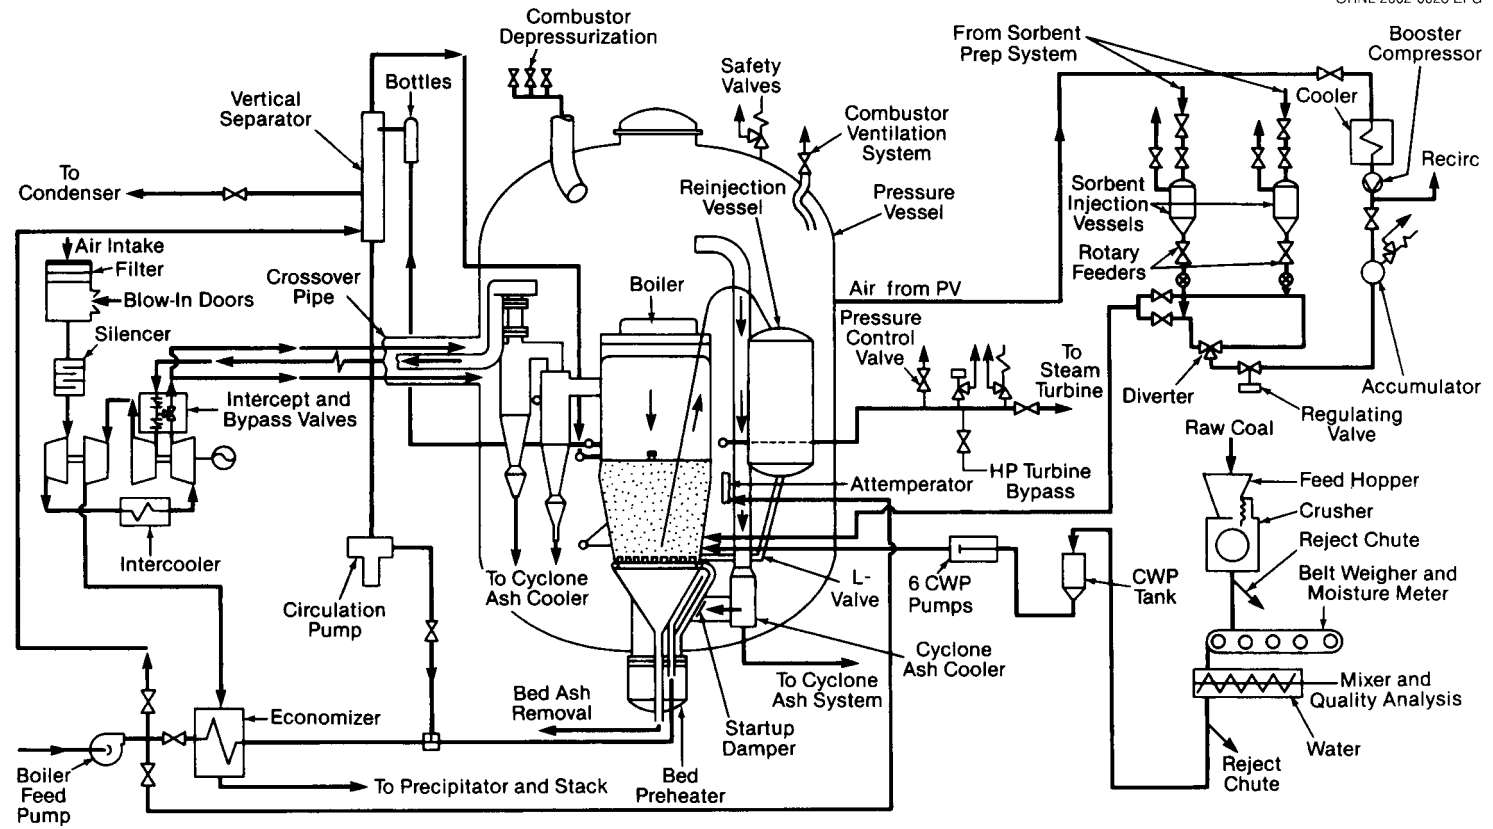 Combustor
Depressurization
From Sorbent
Prep System
Booster
Compressor
Safety
Valves
Bottles
Vertical
Separator
Combustor
Ventilation
System
Cooler
Recirc
To
Condenser
Reinjection
Vessel
Pressure
Vessel
Sorbent
Injection
Vessels
Air Intake
Filter
Blow-In Doors
Crossover
Pipe
Boiler
Rotary
Feeders
Air from PV
Silencer
Pressure
Control
Valve
To
Steam
Turbine
Diverter
Accumulator
Intercept and
Bypass Valves
Regulating
Valve
Raw Coal
HP Turbine
Bypass
Attemperator
Feed Hopper
Crusher
Intercooler
Reject Chute
To Cyclone
Ash Cooler
L-
Valve
6 CWP
Pumps
CWP
Tank
Belt Weigher and
Moisture Meter
Circulation
Pump
Cyclone
Ash Cooler
To Cyclone
Ash System
Mixer and
Quality Analysis
Bed Ash
Removal
Economizer
Startup
Damper
Water
Reject
Chute
Boiler
Feed
Pump
To Precipitator and Stack
Bed
Preheater